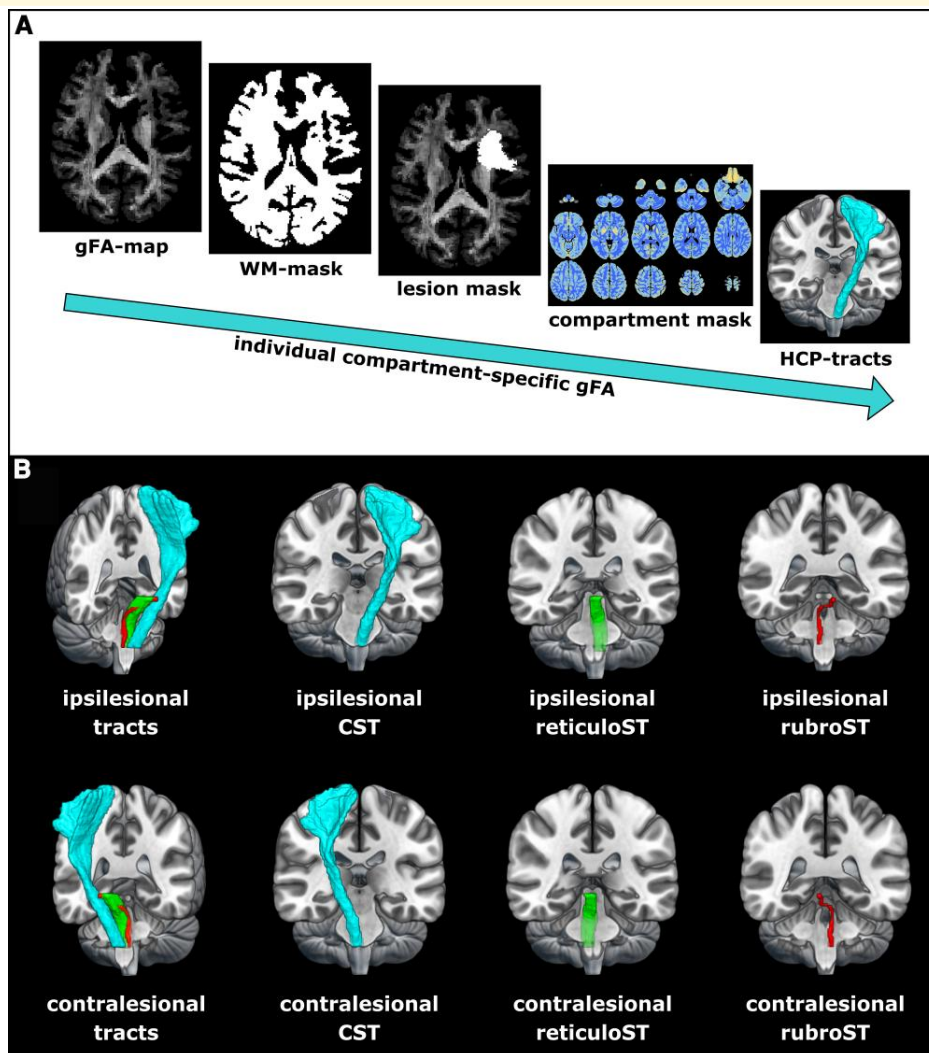 A
gFA-map
WM-mask
lesion mask
compartment mask
HCP-tracts
individual compartment-specific gFA
B
ipsilesional
tracts
ipsilesional
CST
ipsilesional
reticuloST
ipsilesional
rubroST
contralesional
tracts
contralesional
CST
contralesional
reticuloST
contralesional
rubroST